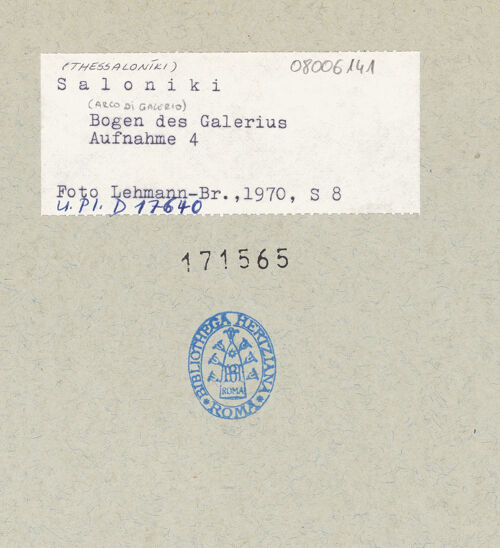 (THESSALONÍKI) 08006141
Saloniki
(ARCO DI GALERIO)
Bogen des Galerius
Aufnahme 4
Foto Lehmann-Br.,1970, S 8
U. Pl. D 17640
171565
BIBLIOTHECA HERTZIANA
ROMA
ROMA